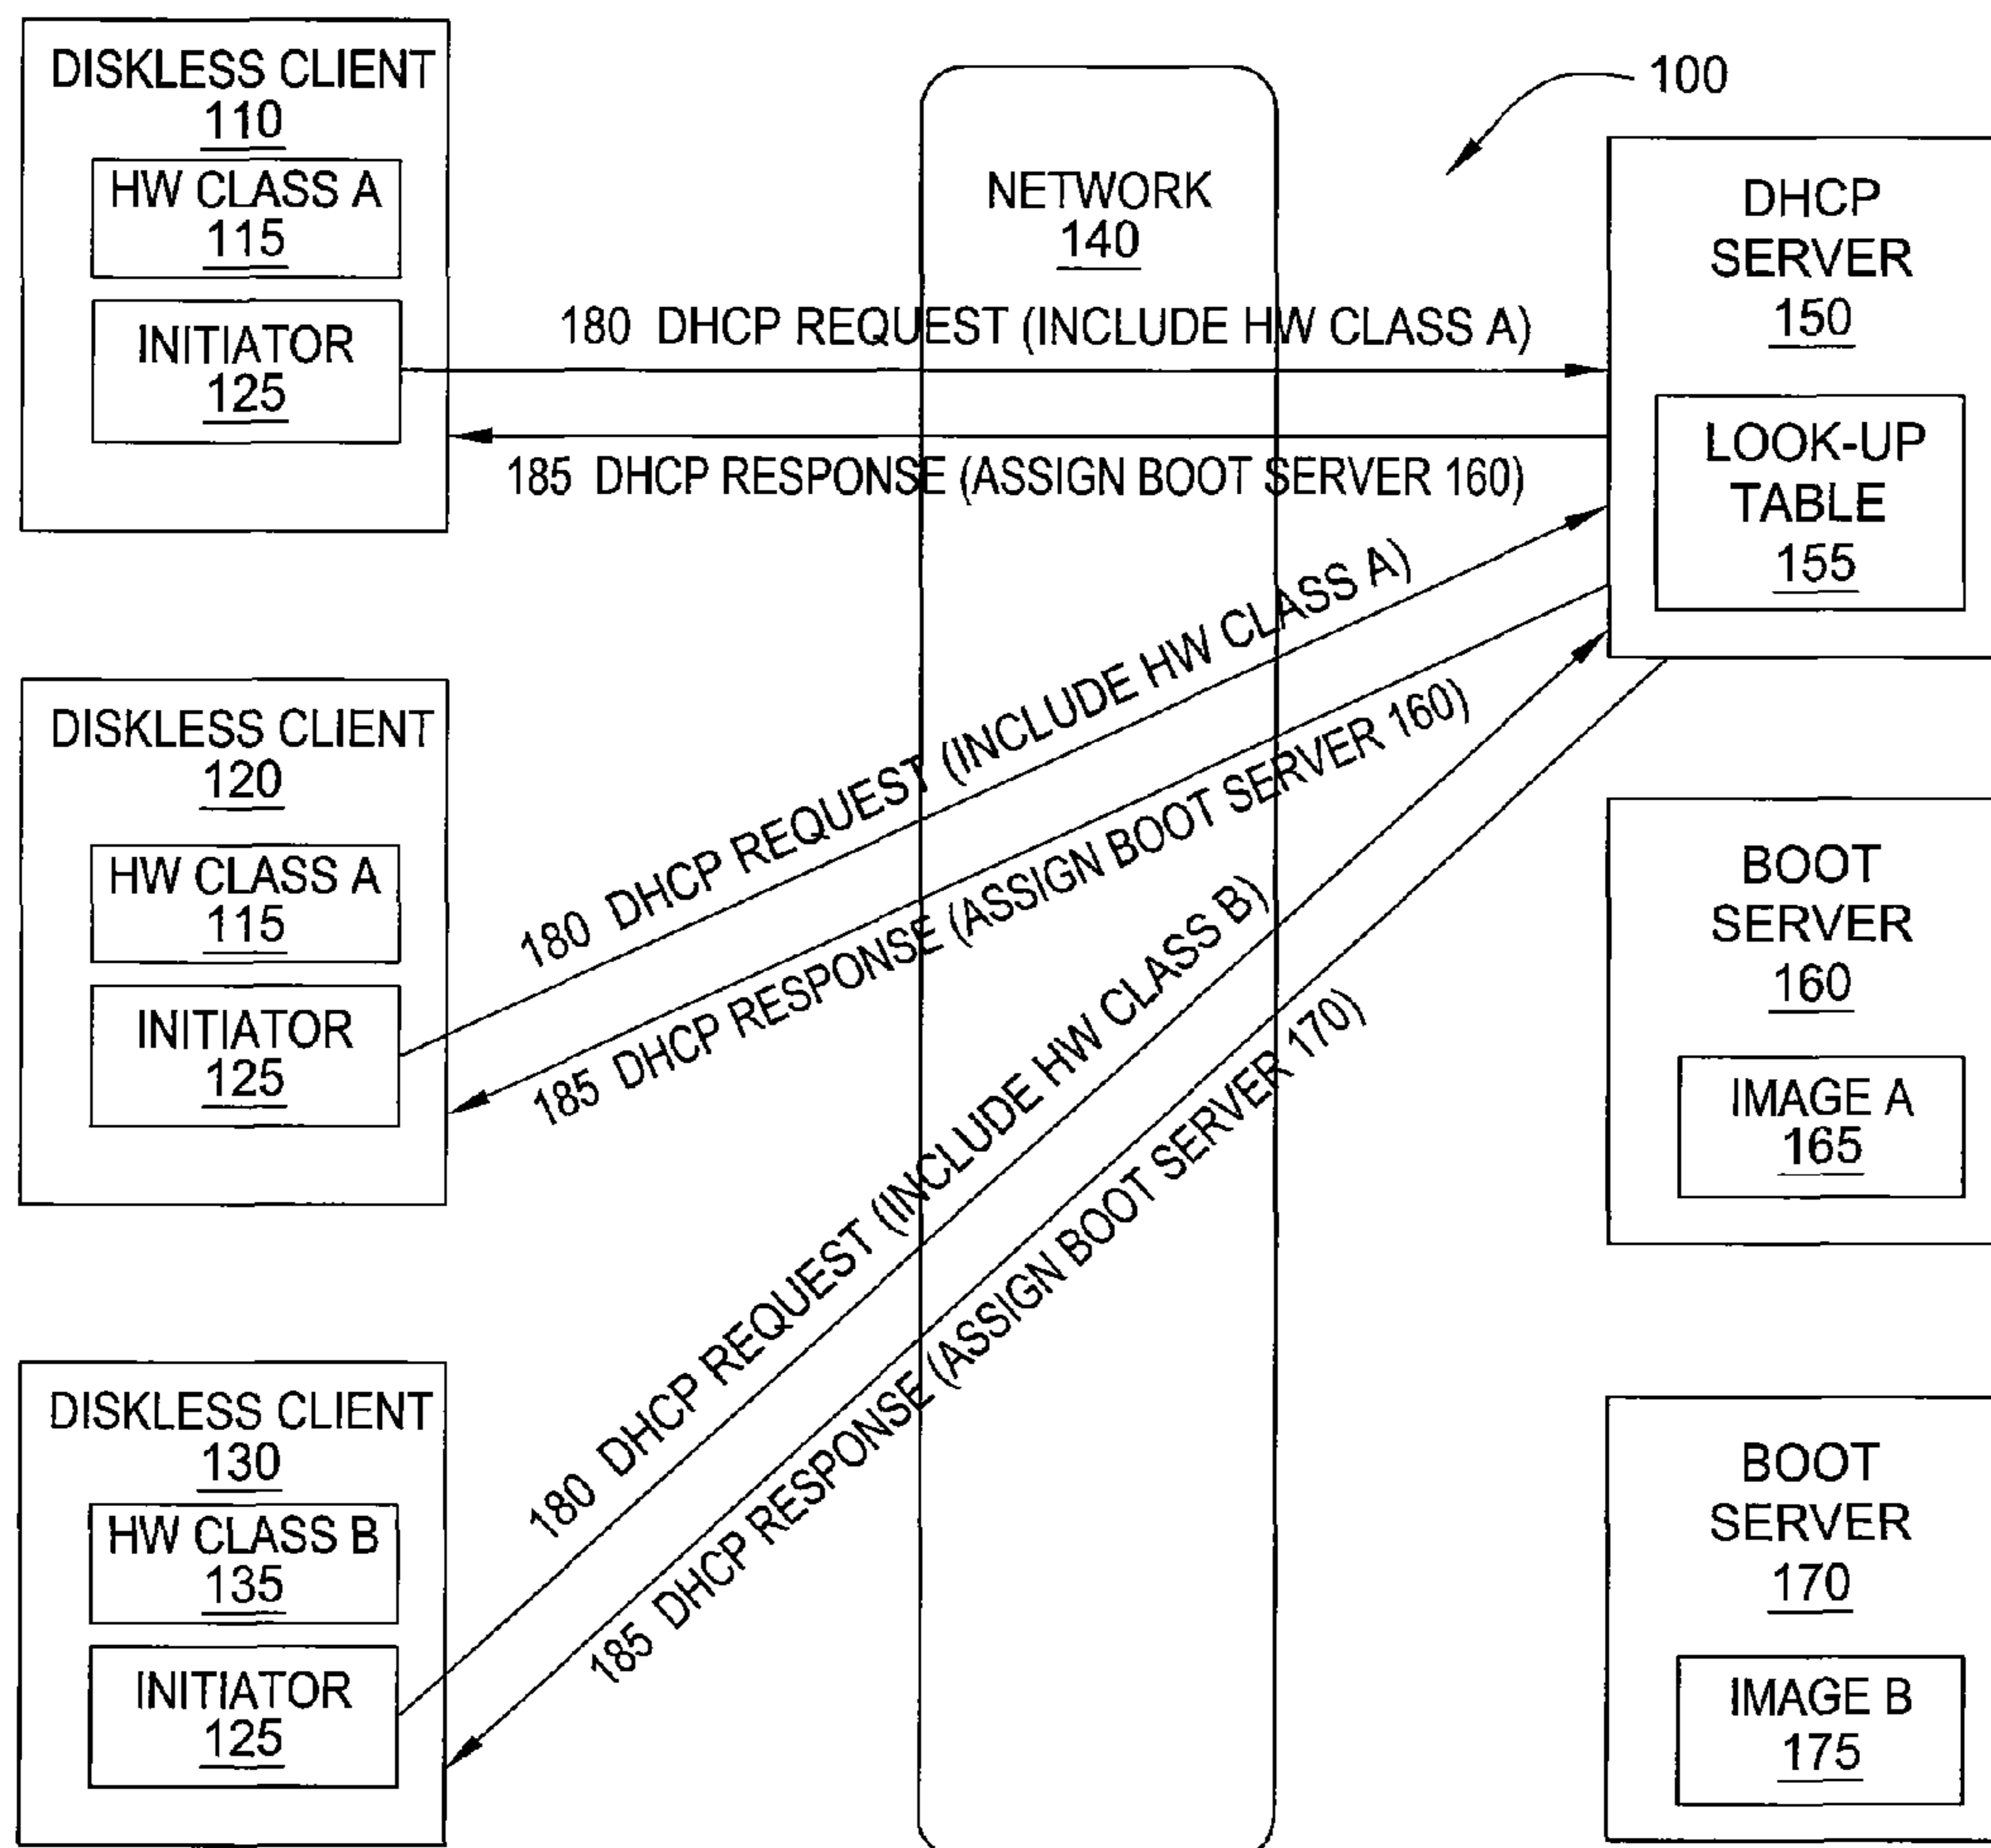 DISKLESS CLIENT
110
HW CLASS A
115
INITIATOR
125
NETWORK
140
100
DHCP
SERVER
150
LOOK-UP
TABLE
155
180 DHCP REQUEST (INCLUDE HW CLASS A)
185 DHCP RESPONSE (ASSIGN BOOT SERVER 160)
DISKLESS CLIENT
120
HW CLASS A
115
INITIATOR
125
180 DHCP REQUEST (INCLUDE HW CLASS A)
185 DHCP RESPONSE (ASSIGN BOOT SERVER 160)
BOOT
SERVER
160
IMAGE A
165
DISKLESS CLIENT
130
HW CLASS B
135
INITIATOR
125
180 DHCP REQUEST (INCLUDE HW CLASS B)
185 DHCP RESPONSE (ASSIGN BOOT SERVER 170)
BOOT
SERVER
170
IMAGE B
175